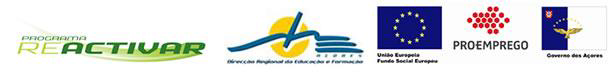 PROGRAMA
REACTIVAR
AÇORES
Direcção Regional da Educação e Formação
União Europeia
Fundo Social Europeu
PROEMPREGO
Governo dos Açores